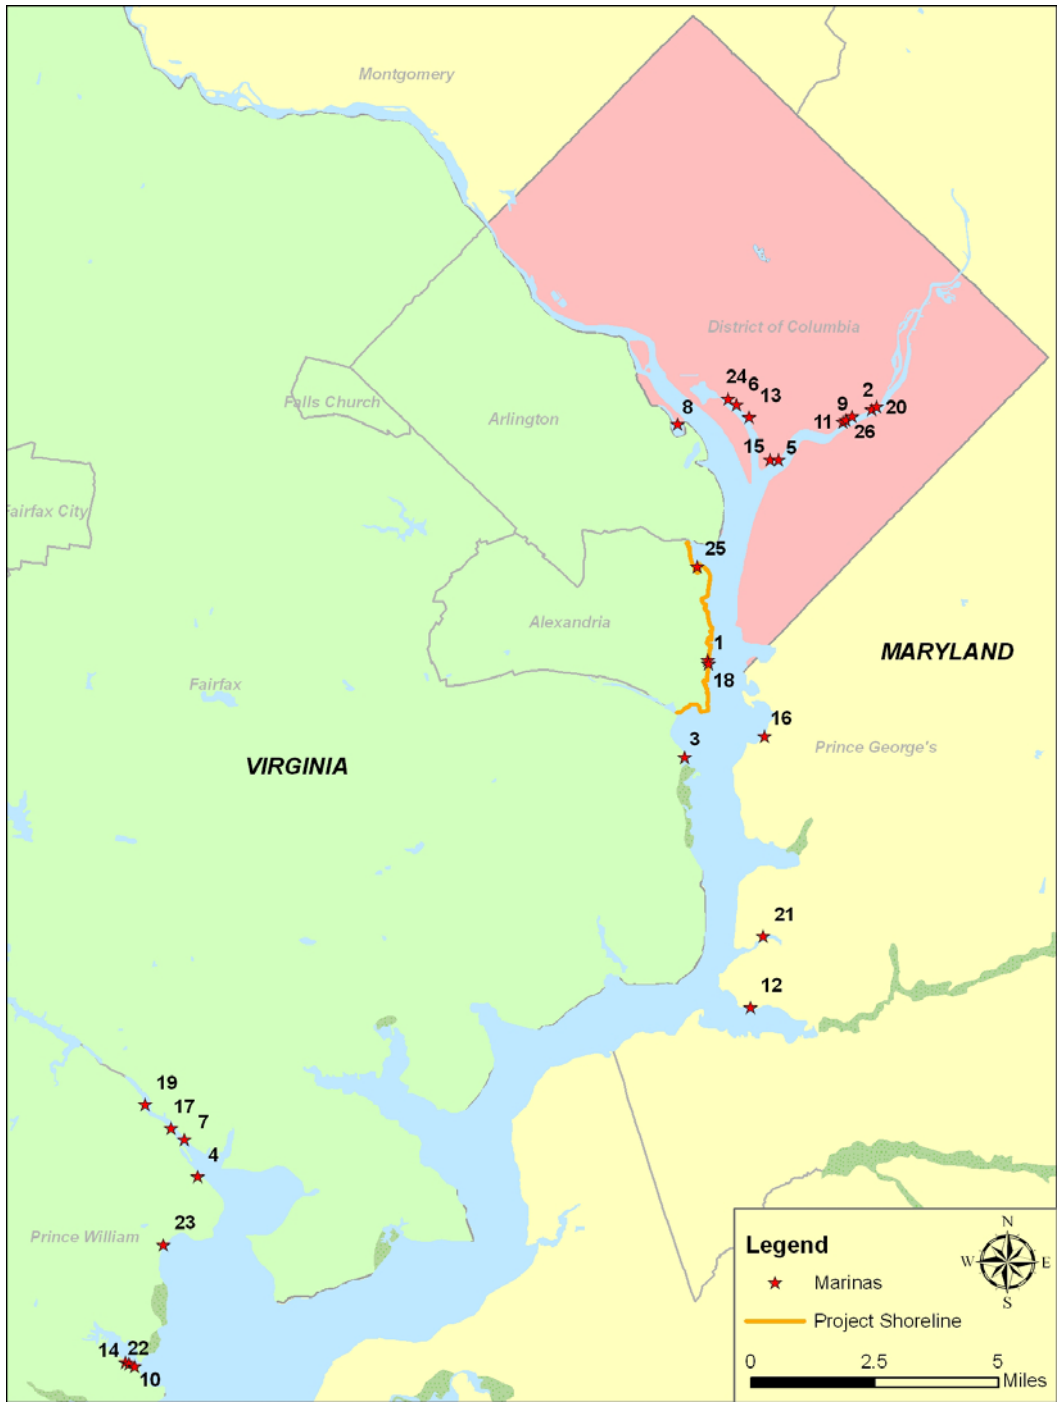 Montgomery
District of Columbia
24
6
13
2
9
20
Falls Church
8
11
26
Arlington
15
5
Fairfax City
25
Alexandria
1
MARYLAND
18
Fairfax
16
3
Prince George's
VIRGINIA
21
12
19
17
7
4
23
Prince William
14
22
10
Legend
Marinas
Project Shoreline
0
2.5
5
Miles
N
W
E
S